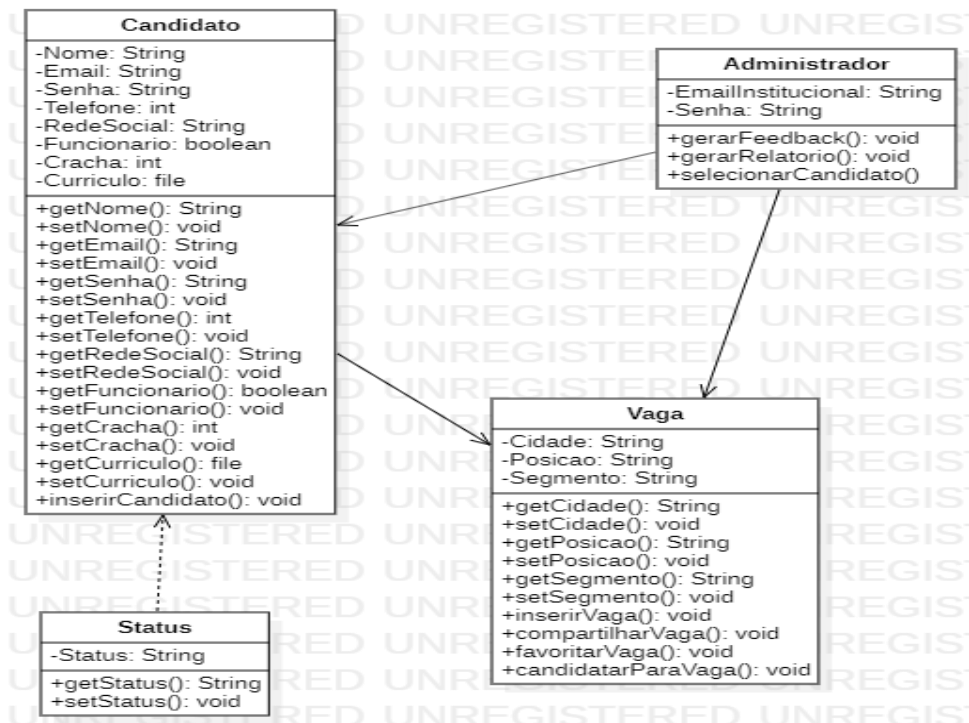 Candidato
-Nome: String
-Email: String
-Senha: String
-Telefone: int
-RedeSocial: String
-Funcionario: boolean
-Cracha: int
-Curriculo: file
+getNome(): String
+setNome(): void
+getEmail(): String
+setEmail(): void
+getSenha(): String
+setSenha(): void
+getTelefone(): int
+setTelefone(): void
+getRedeSocial(): String
+setRedeSocial(): void
+getFuncionario(): boolean
+setFuncionario(): void
+getCracha(): int
+setCracha(): void
+getCurriculo(): file
+setCurriculo(): void
+inserirCandidato(): void
Administrador
-EmailInstitucional: String
-Senha: String
+gerarFeedback(): void
+gerarRelatorio(): void
+selecionarCandidato()
Vaga
-Cidade: String
-Posicao: String
-Segmento: String
+getCidade(): String
+setCidade(): void
+getPosicao(): String
+setPosicao(): void
+getSegmento(): String
+setSegmento(): void
+inserirVaga(): void
+compartilharVaga(): void
+favoritarVaga(): void
+candidatarParaVaga(): void
Status
-Status: String
+getStatus(): String
+setStatus(): void
UNREGISTERED